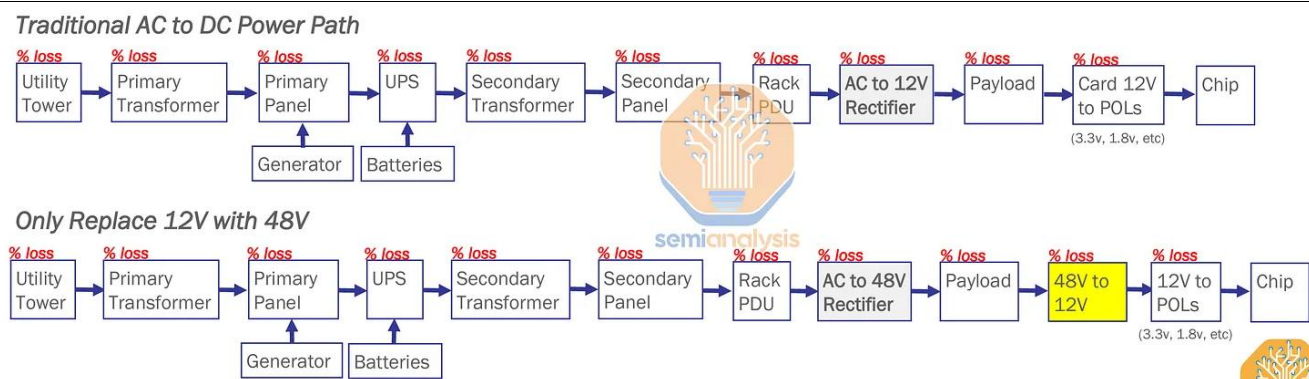 Traditional AC to DC Power Path
% loss % loss % loss % loss % loss % loss % loss % loss % loss % loss
Utility Tower
Primary Transformer
Primary Panel
UPS
Secondary Transformer
Secondary Panel
Rack PDU
AC to 12V Rectifier
Payload
Card 12V to POLs
Chip
(3.3v, 1.8v, etc)
Generator
Batteries
semianalysis
Only Replace 12V with 48V
% loss % loss % loss % loss % loss % loss % loss % loss % loss % loss % loss
Utility Tower
Primary Transformer
Primary Panel
UPS
Secondary Transformer
Secondary Panel
Rack PDU
AC to 48V Rectifier
Payload
48V to 12V
12V to POLs
Chip
(3.3v, 1.8v, etc)
Generator
Batteries